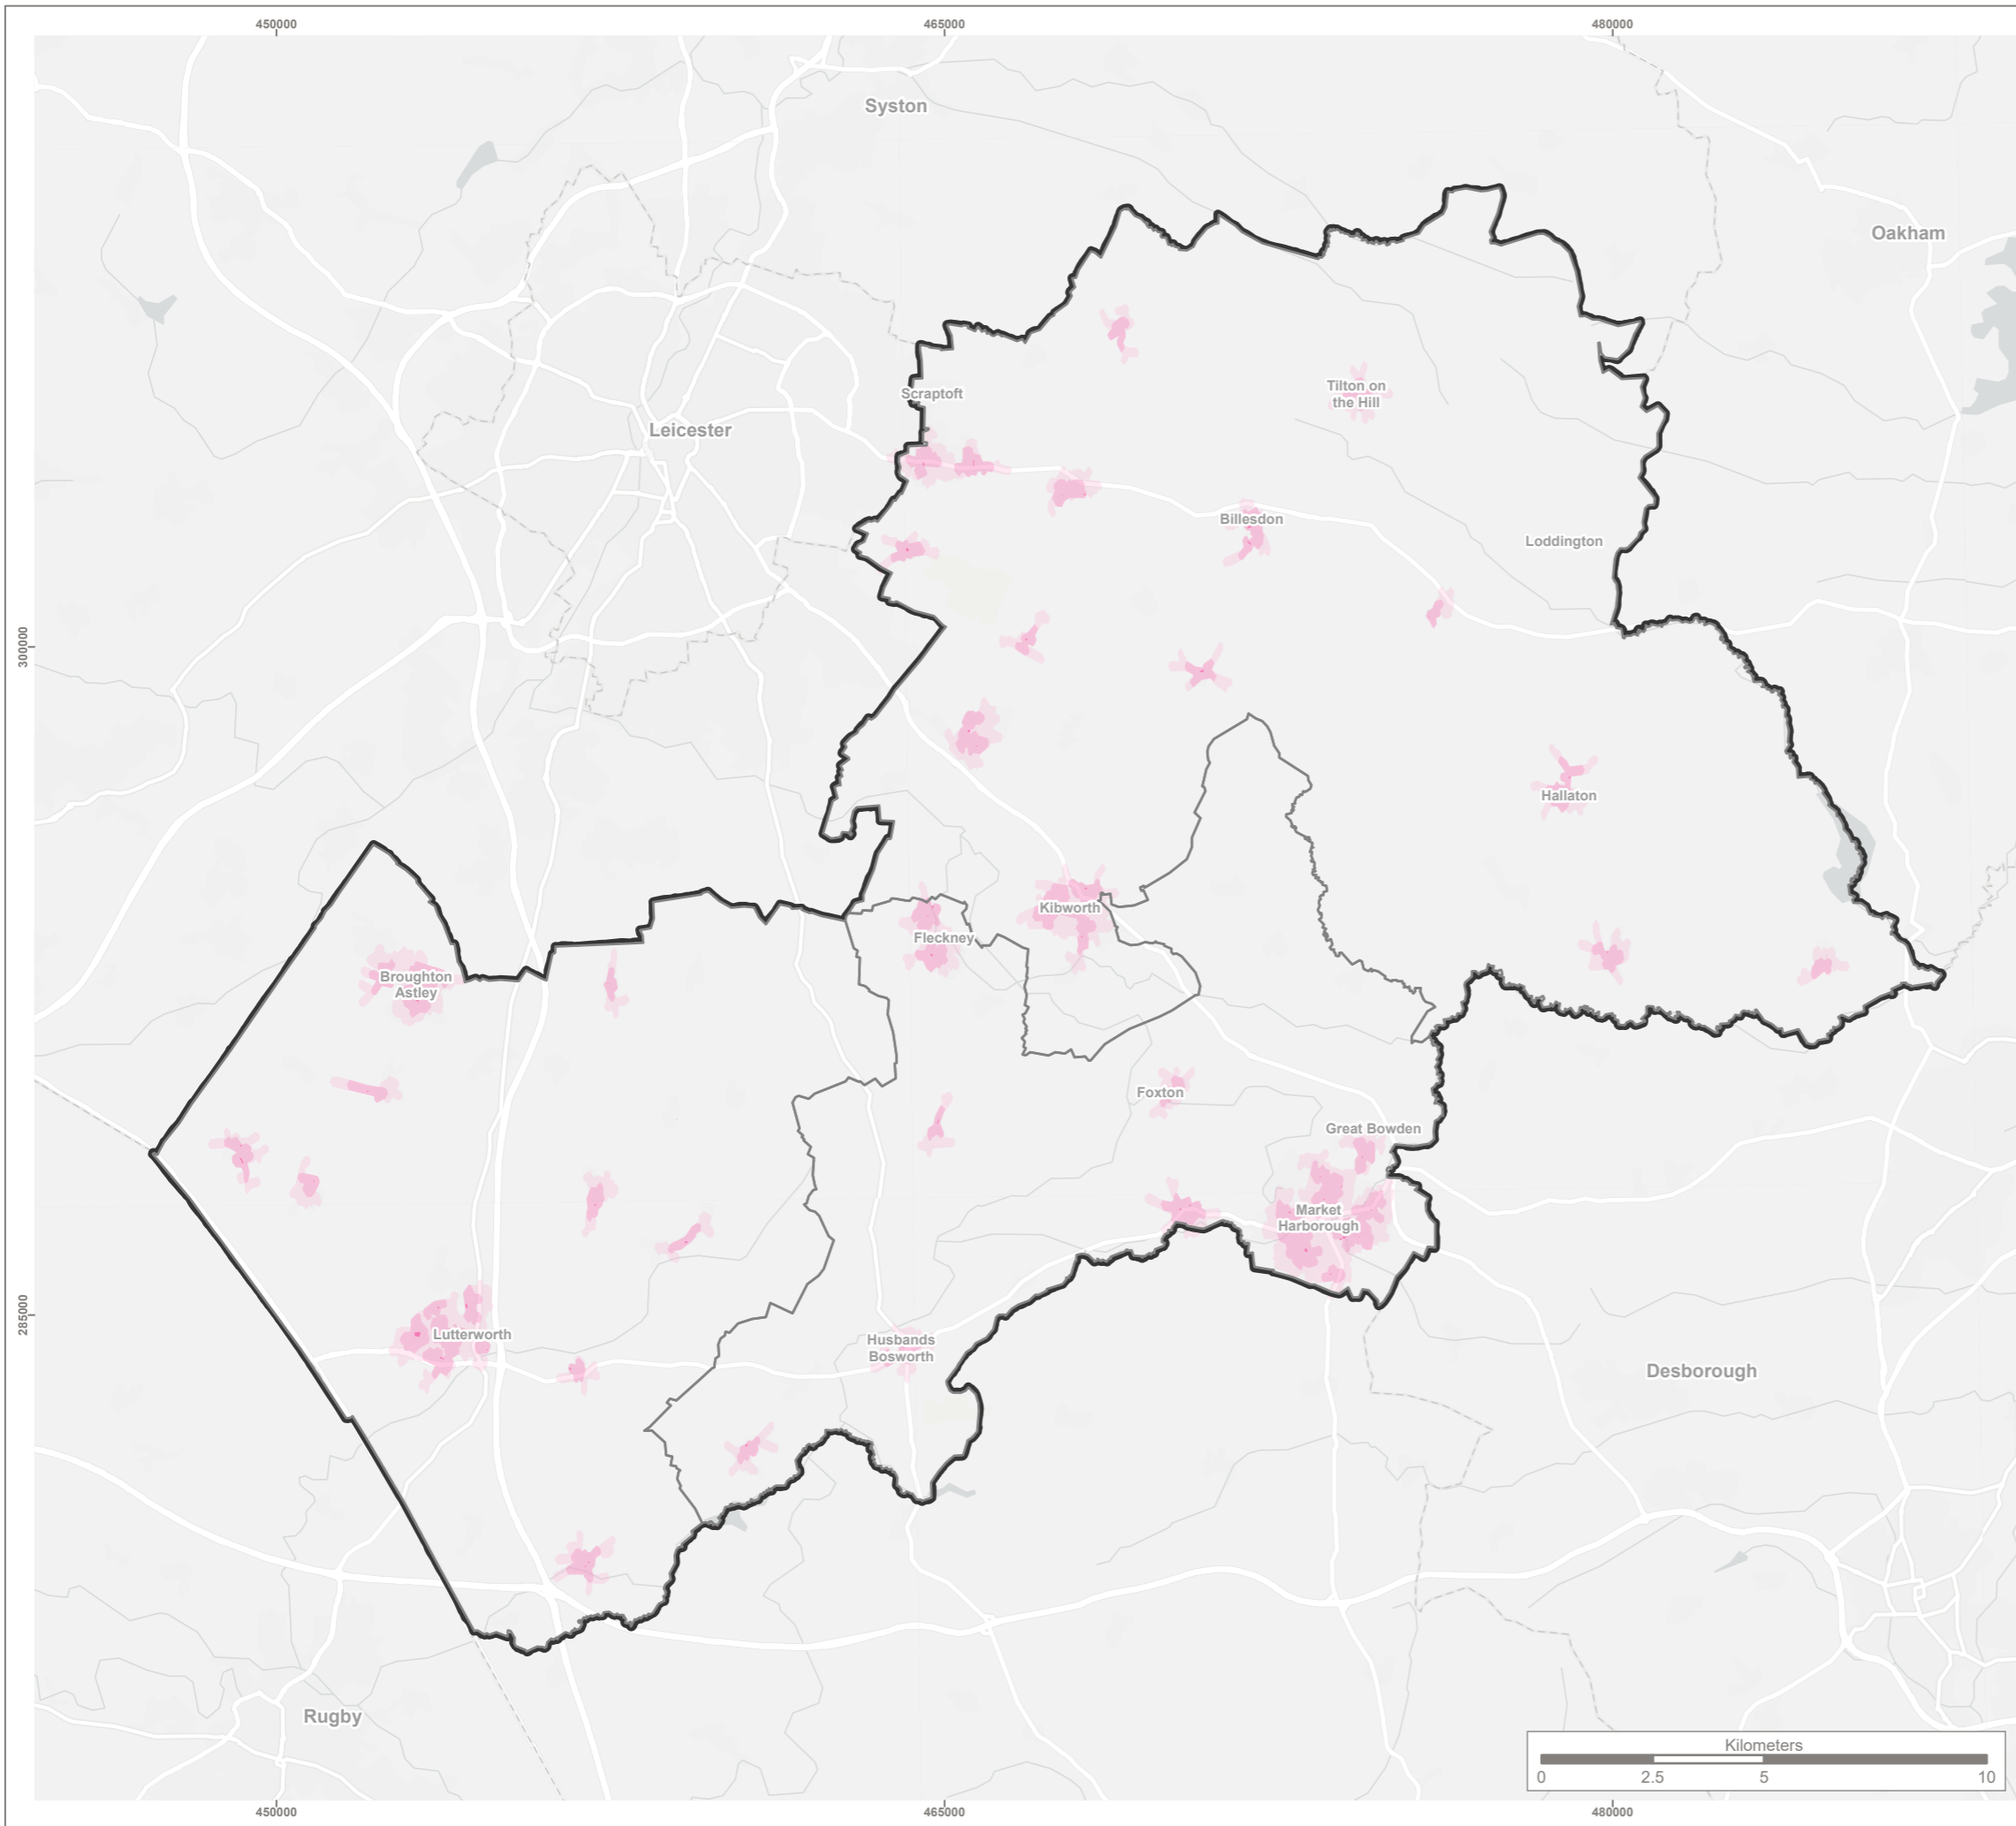 450000
465000
480000
Syston
Oakham
Scraptoft
Tilton on
the Hill
Leicester
Billesdon
Loddington
300000
Hallaton
Kibworth
Fleckney
Broughton
Astley
Foxton
Great Bowden
Market
Harborough
285000
Lutterworth
Husbands
Bosworth
Desborough
Rugby
Kilometers
0
2.5
5
10
450000
465000
480000